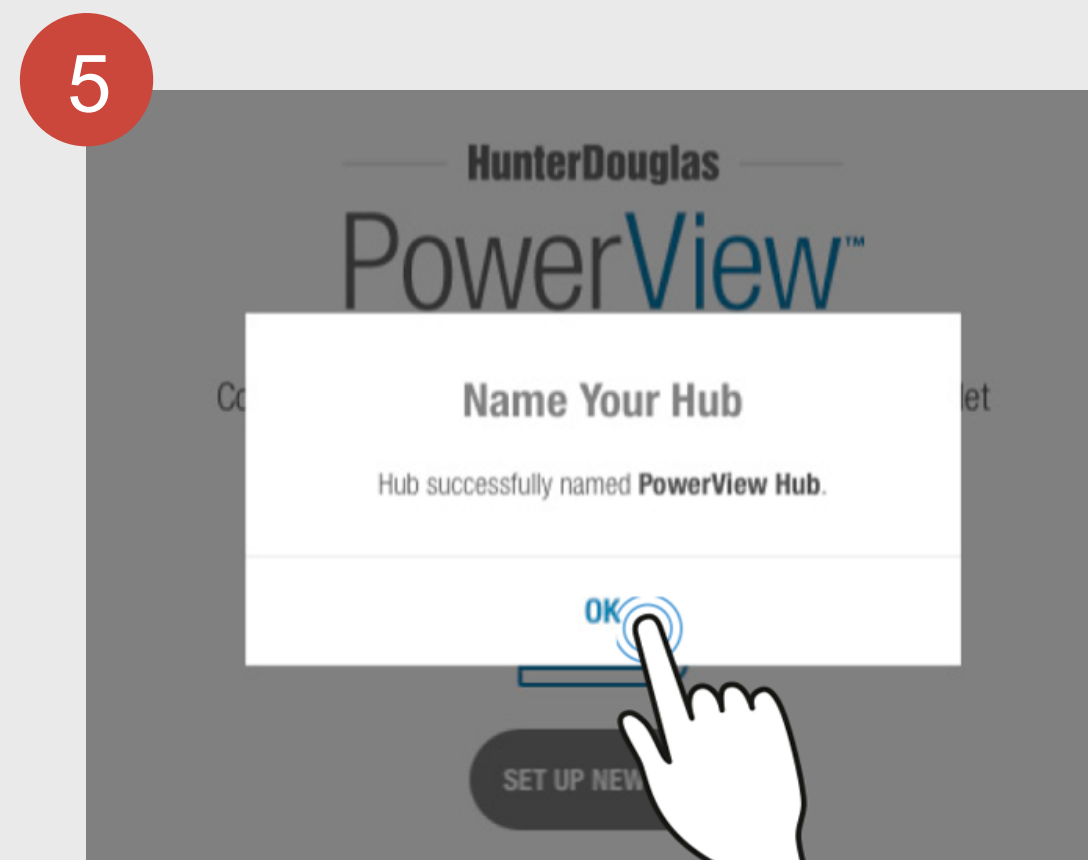 5
HunterDouglas
PowerView™
Name Your Hub
Hub successfully named PowerView Hub.
OK
SET UP NEW